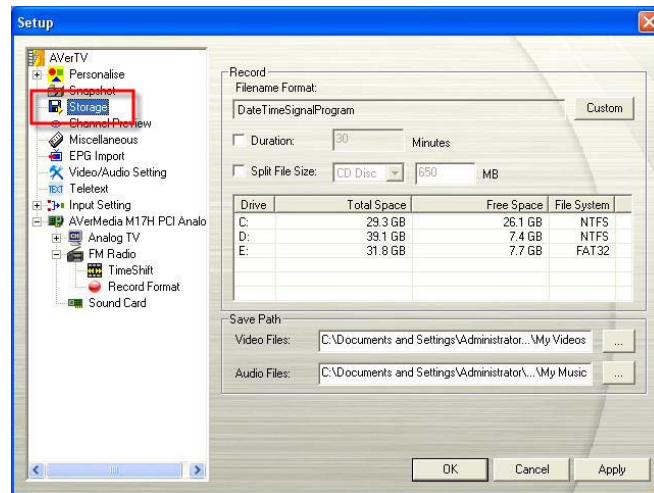 Setup
AVerTV
Personalise
Snapshot
Storage
Channel Preview
Miscellaneous
EPG Import
Video/Audio Setting
TEXT Teletext
Input Setting
AVerMedia M17H PCI Analo
Analog TV
FM Radio
TimeShift
Record Format
Sound Card
Record
Filename Format:
DateTimeSignalProgram Custom
Duration: 30 Minutes
Split File Size: CD Disc 650 MB
Drive Total Space Free Space File System
C: 29.3 GB 26.1 GB NTFS
D: 39.1 GB 7.4 GB NTFS
E: 31.8 GB 7.7 GB FAT32
Save Path
Video Files: C:\Documents and Settings\Administrator...\My Videos ...
Audio Files: C:\Documents and Settings\Administrator\...\My Music ...
OK Cancel Apply